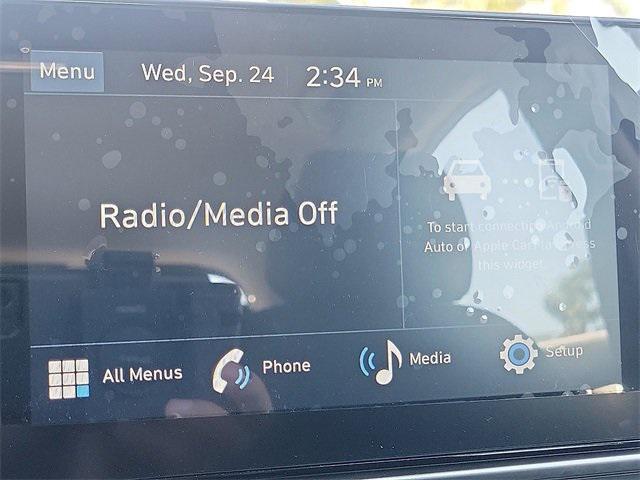 Menu
Wed, Sep. 24
2:34 PM
Radio/Media Off
To start connecting Android
Auto or Apple CarPlay, press
this widget.
All Menus
Phone
Media
Setup